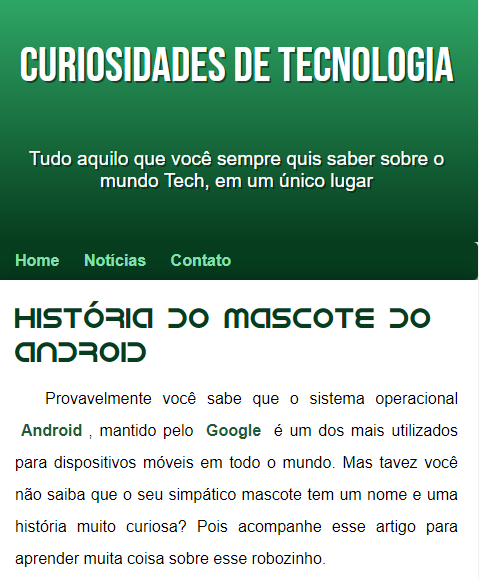 CURIOSIDADES DE TECNOLOGIA
Tudo aquilo que você sempre quis saber sobre o
mundo Tech, em um único lugar
Home Notícias Contato
HISTÓRIA DO MASCOTE DO
ANDROID
Provavelmente você sabe que o sistema operacional
Android , mantido pelo Google é um dos mais utilizados
para dispositivos móveis em todo o mundo. Mas tavez você
não saiba que o seu simpático mascote tem um nome e uma
história muito curiosa? Pois acompanhe esse artigo para
aprender muita coisa sobre esse robozinho.